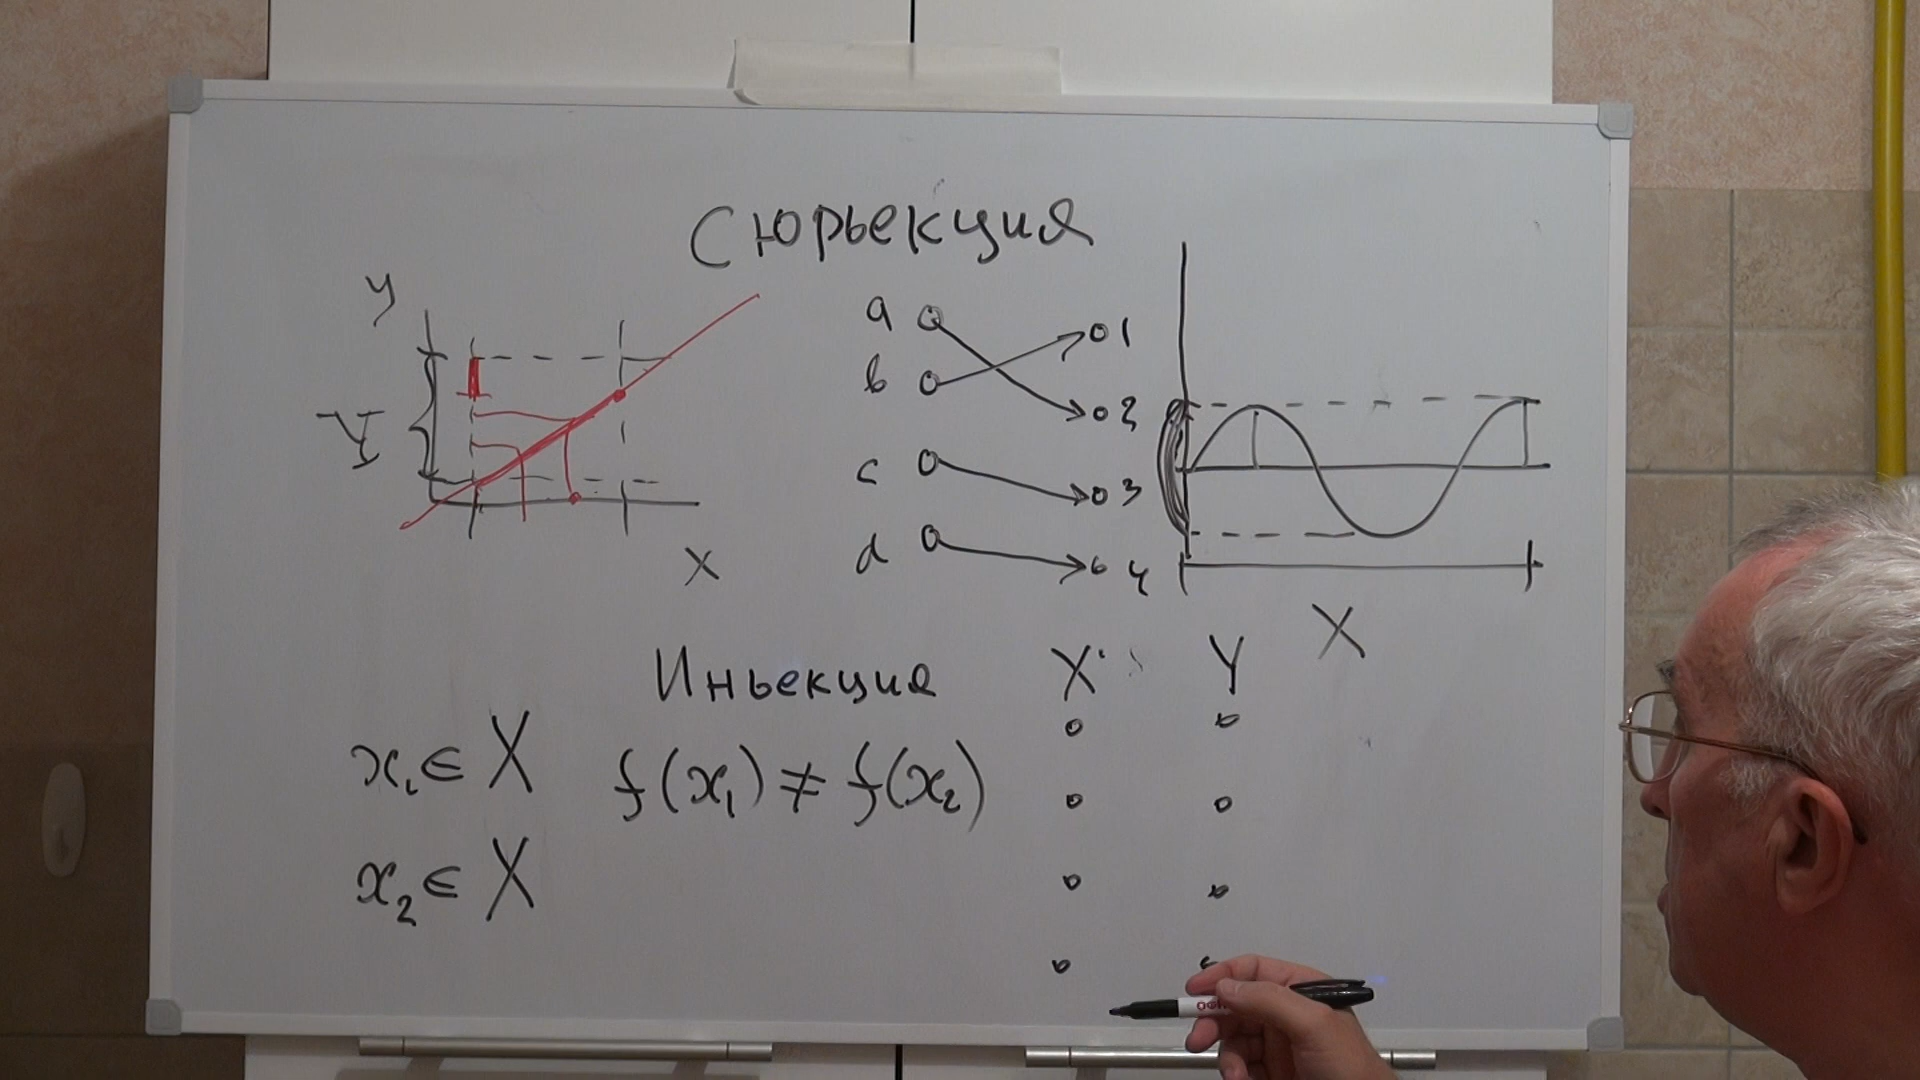 Сюрьекция
y
Y
X
a 1
b 2
c 3
d 4
X
Иньекция
X Y
x₁ ∈ X f(x₁) ≠ f(x₂)
x₂ ∈ X